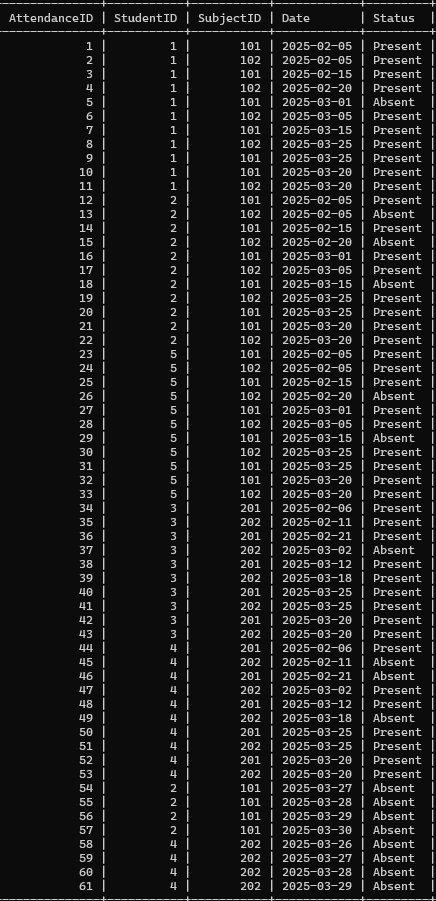 AttendanceID | StudentID | SubjectID | Date | Status |
1 | 1 | 101 | 2025-02-05 | Present |
2 | 1 | 102 | 2025-02-05 | Present |
3 | 1 | 101 | 2025-02-15 | Present |
4 | 1 | 102 | 2025-02-20 | Present |
5 | 1 | 101 | 2025-03-01 | Absent |
6 | 1 | 102 | 2025-03-05 | Present |
7 | 1 | 101 | 2025-03-15 | Present |
8 | 1 | 102 | 2025-03-25 | Present |
9 | 1 | 101 | 2025-03-25 | Present |
10 | 1 | 101 | 2025-03-20 | Present |
11 | 1 | 102 | 2025-03-20 | Present |
12 | 2 | 101 | 2025-02-05 | Present |
13 | 2 | 102 | 2025-02-05 | Absent |
14 | 2 | 101 | 2025-02-15 | Present |
15 | 2 | 102 | 2025-02-20 | Absent |
16 | 2 | 101 | 2025-03-01 | Present |
17 | 2 | 102 | 2025-03-05 | Present |
18 | 2 | 101 | 2025-03-15 | Absent |
19 | 2 | 102 | 2025-03-25 | Present |
20 | 2 | 101 | 2025-03-25 | Present |
21 | 2 | 101 | 2025-03-20 | Present |
22 | 2 | 102 | 2025-03-20 | Present |
23 | 5 | 101 | 2025-02-05 | Present |
24 | 5 | 102 | 2025-02-05 | Present |
25 | 5 | 101 | 2025-02-15 | Present |
26 | 5 | 102 | 2025-02-20 | Absent |
27 | 5 | 101 | 2025-03-01 | Present |
28 | 5 | 102 | 2025-03-05 | Present |
29 | 5 | 101 | 2025-03-15 | Absent |
30 | 5 | 102 | 2025-03-25 | Present |
31 | 5 | 101 | 2025-03-25 | Present |
32 | 5 | 101 | 2025-03-20 | Present |
33 | 5 | 102 | 2025-03-20 | Present |
34 | 3 | 201 | 2025-02-06 | Present |
35 | 3 | 202 | 2025-02-11 | Present |
36 | 3 | 201 | 2025-02-21 | Present |
37 | 3 | 202 | 2025-03-02 | Absent |
38 | 3 | 201 | 2025-03-12 | Present |
39 | 3 | 202 | 2025-03-18 | Present |
40 | 3 | 201 | 2025-03-25 | Present |
41 | 3 | 202 | 2025-03-25 | Present |
42 | 3 | 201 | 2025-03-20 | Present |
43 | 3 | 202 | 2025-03-20 | Present |
44 | 4 | 201 | 2025-02-06 | Present |
45 | 4 | 202 | 2025-02-11 | Absent |
46 | 4 | 201 | 2025-02-21 | Absent |
47 | 4 | 202 | 2025-03-02 | Present |
48 | 4 | 201 | 2025-03-12 | Present |
49 | 4 | 202 | 2025-03-18 | Absent |
50 | 4 | 201 | 2025-03-25 | Present |
51 | 4 | 202 | 2025-03-25 | Present |
52 | 4 | 201 | 2025-03-20 | Present |
53 | 4 | 202 | 2025-03-20 | Present |
54 | 2 | 101 | 2025-03-27 | Absent |
55 | 2 | 101 | 2025-03-28 | Absent |
56 | 2 | 101 | 2025-03-29 | Absent |
57 | 2 | 101 | 2025-03-30 | Absent |
58 | 4 | 202 | 2025-03-26 | Absent |
59 | 4 | 202 | 2025-03-27 | Absent |
60 | 4 | 202 | 2025-03-28 | Absent |
61 | 4 | 202 | 2025-03-29 | Absent |